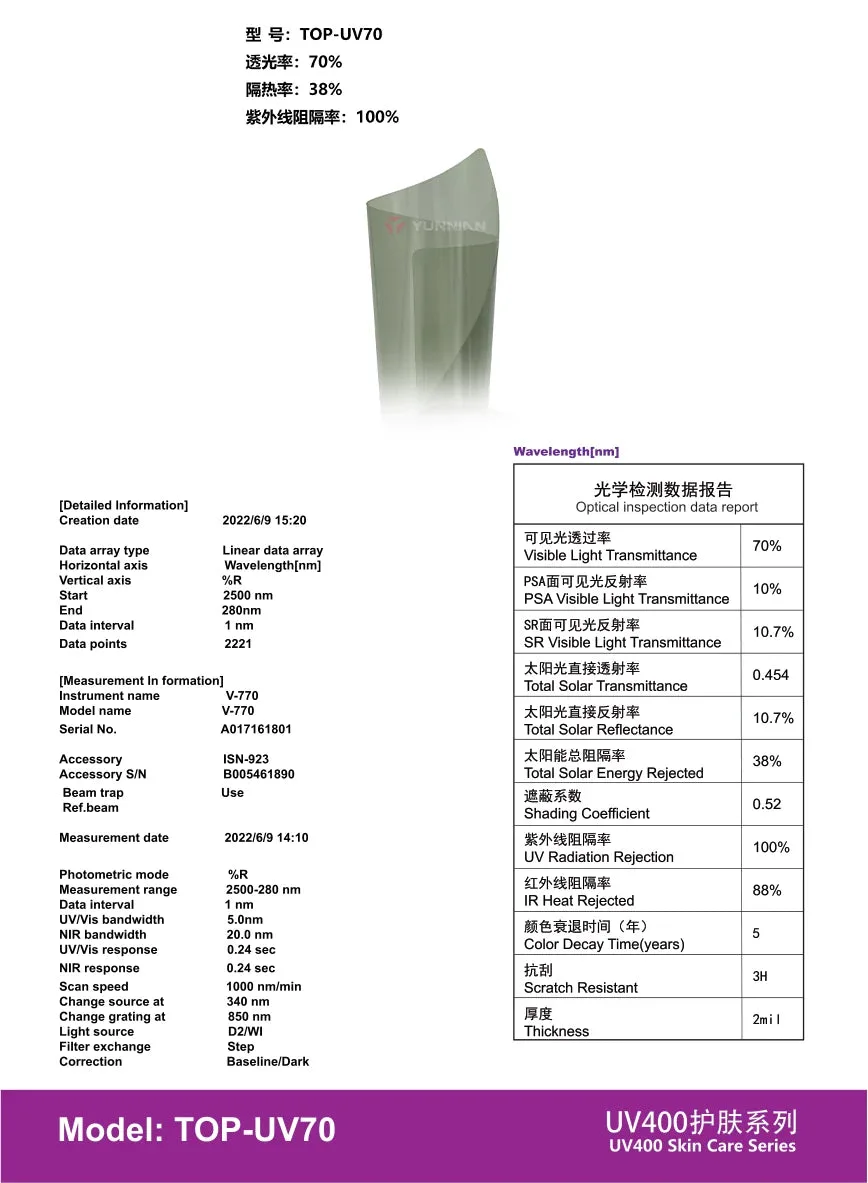 型 号：TOP-UV70
透光率：70%
隔热率：38%
紫外线阻隔率：100%
YUNNIAN
[Detailed Information]
Creation date 2022/6/9 15:20
Data array type Linear data array
Horizontal axis Wavelength[nm]
Vertical axis %R
Start 2500 nm
End 280nm
Data interval 1 nm
Data points 2221
[Measurement In formation]
Instrument name V-770
Model name V-770
Serial No. A017161801
Accessory ISN-923
Accessory S/N B005461890
Beam trap Use
Ref.beam
Measurement date 2022/6/9 14:10
Photometric mode %R
Measurement range 2500-280 nm
Data interval 1 nm
UV/Vis bandwidth 5.0nm
NIR bandwidth 20.0 nm
UV/Vis response 0.24 sec
NIR response 0.24 sec
Scan speed 1000 nm/min
Change source at 340 nm
Change grating at 850 nm
Light source D2/WI
Filter exchange Step
Correction Baseline/Dark
Wavelength[nm]
光学检测数据报告
Optical inspection data report
可见光透过率
Visible Light Transmittance 70%
PSA面可见光反射率
PSA Visible Light Transmittance 10%
SR面可见光反射率
SR Visible Light Transmittance 10.7%
太阳光直接透射率
Total Solar Transmittance 0.454
太阳光直接反射率
Total Solar Reflectance 10.7%
太阳能总阻隔率
Total Solar Energy Rejected 38%
遮蔽系数
Shading Coefficient 0.52
紫外线阻隔率
UV Radiation Rejection 100%
红外线阻隔率
IR Heat Rejected 88%
颜色衰退时间（年）
Color Decay Time(years) 5
抗刮
Scratch Resistant 3H
厚度
Thickness 2mil
Model: TOP-UV70
UV400护肤系列
UV400 Skin Care Series